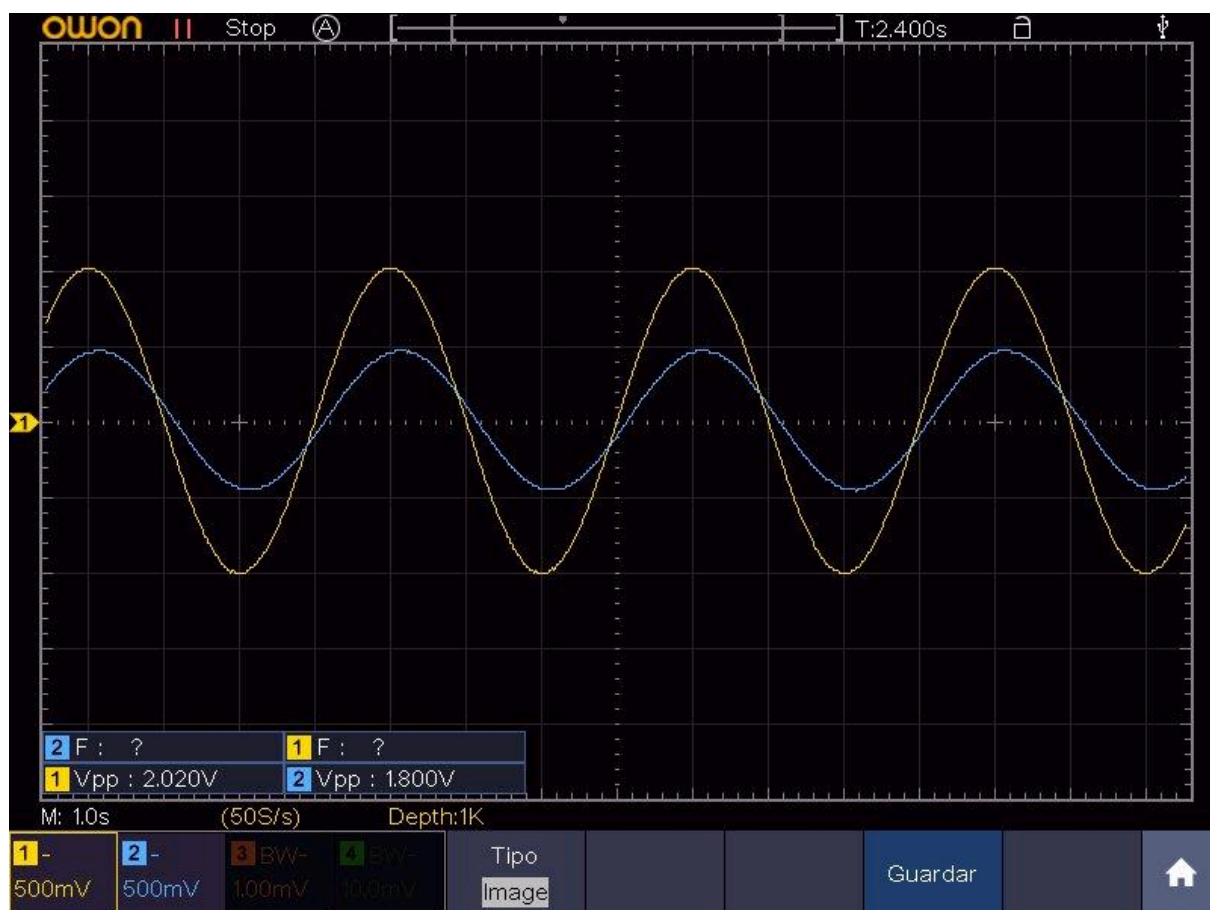 OWON Stop A T:2.400s
1
2 F : ? 1 F : ?
1 Vpp : 2.020V 2 Vpp : 1.800V
M: 1.0s (50S/s) Depth:1K
1 - 2 - 3 BW- 4 BW- Tipo Guardar
500mV 500mV 1.00mV 10.0mV Image